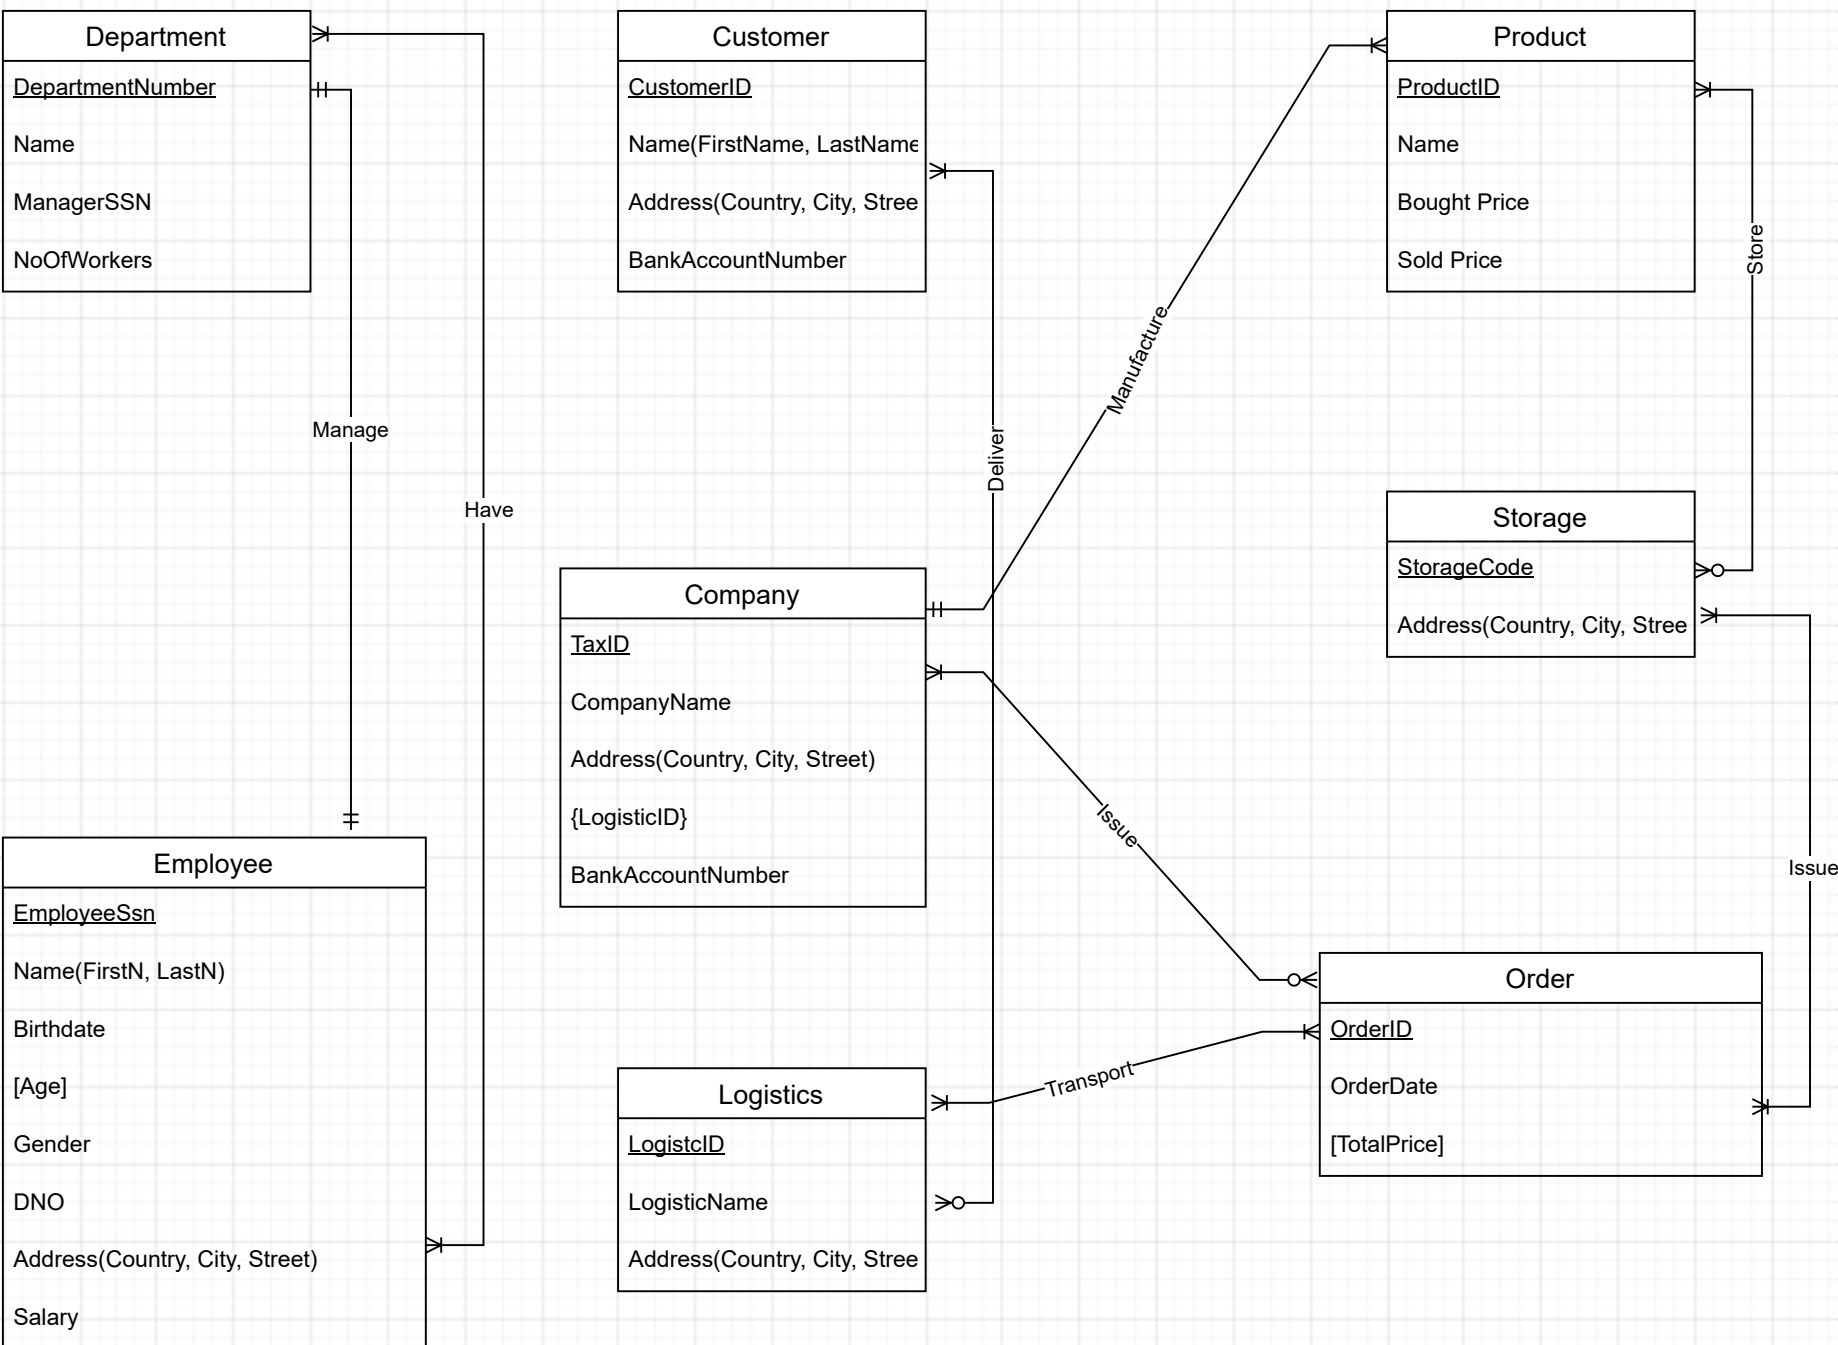 Department
DepartmentNumber
Name
ManagerSSN
NoOfWorkers
Customer
CustomerID
Name(FirstName, LastName
Address(Country, City, Stree
BankAccountNumber
Product
ProductID
Name
Bought Price
Sold Price
Store
Manufacture
Manage
Deliver
Have
Storage
StorageCode
Address(Country, City, Stree
Company
TaxID
CompanyName
Address(Country, City, Street)
{LogisticID}
BankAccountNumber
Issue
Issue
Employee
EmployeeSsn
Name(FirstN, LastN)
Birthdate
[Age]
Gender
DNO
Address(Country, City, Street)
Salary
Order
OrderID
OrderDate
[TotalPrice]
Transport
Logistics
LogistcID
LogisticName
Address(Country, City, Stree